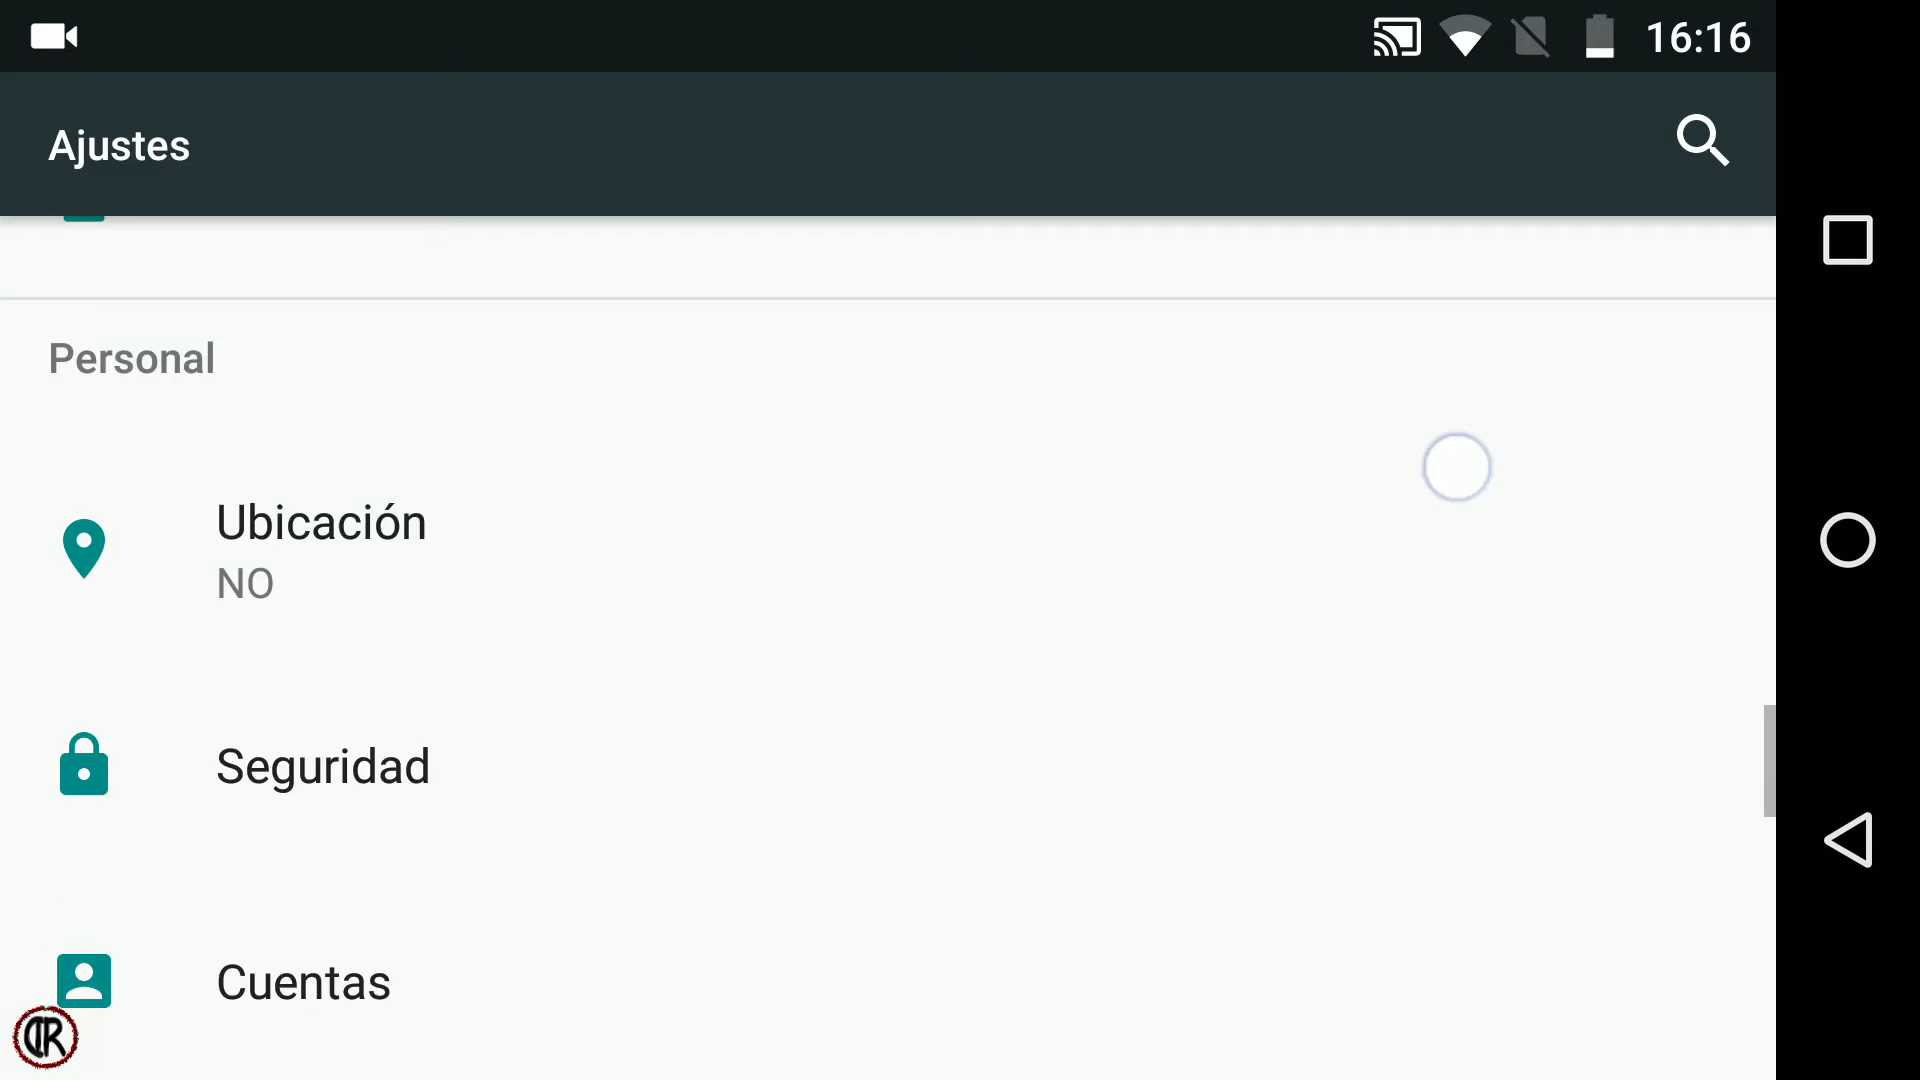 16:16
Ajustes
Personal
Ubicación
NO
Seguridad
Cuentas